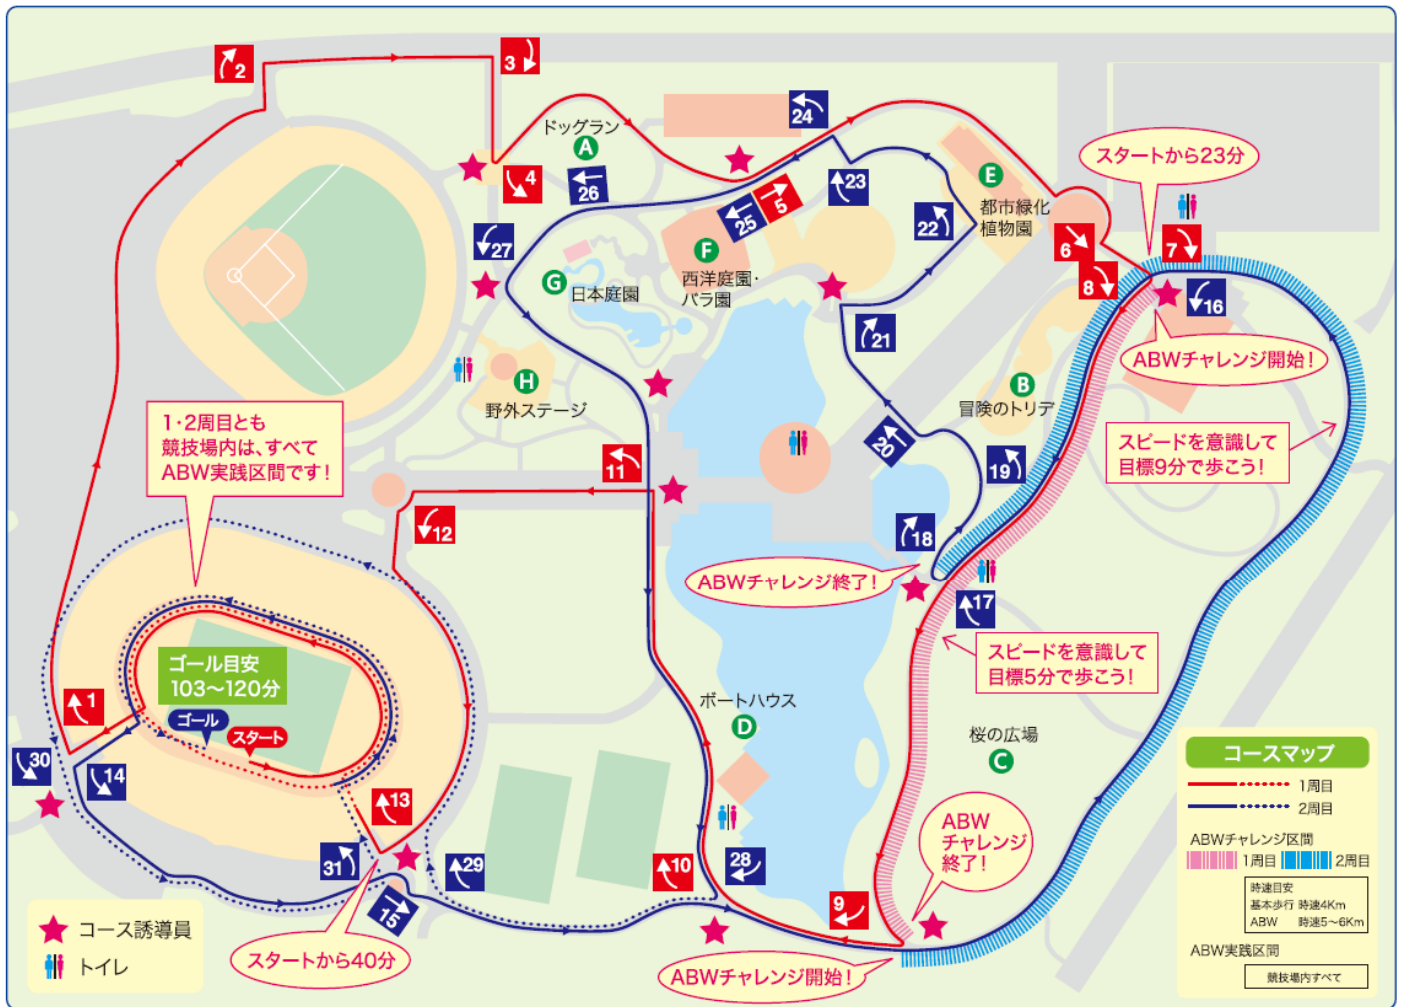 2
3
ドッグラン
A
24
4
26
5
25
23
E
都市緑化
植物園
スタートから23分
27
22
6
7
8
16
F
西洋庭園・
バラ園
G
日本庭園
21
ABWチャレンジ開始!
H
野外ステージ
B
冒険のトリデ
1・2周目とも
競技場内は、すべて
ABW実践区間です!
スピードを意識して
目標9分で歩こう!
20
19
11
12
18
ABWチャレンジ終了!
17
スピードを意識して
目標5分で歩こう!
ゴール目安
103～120分
ゴール
スタート
1
30
14
ボートハウス
D
桜の広場
C
13
31
29
15
10
28
9
ABW
チャレンジ
終了!
スタートから40分
ABWチャレンジ開始!
コース誘導員
トイレ
コースマップ
1周目
2周目
ABWチャレンジ区間
1周目 2周目
時速目安
基本歩行 時速4Km
ABW 時速5～6Km
ABW実践区間
競技場内すべて